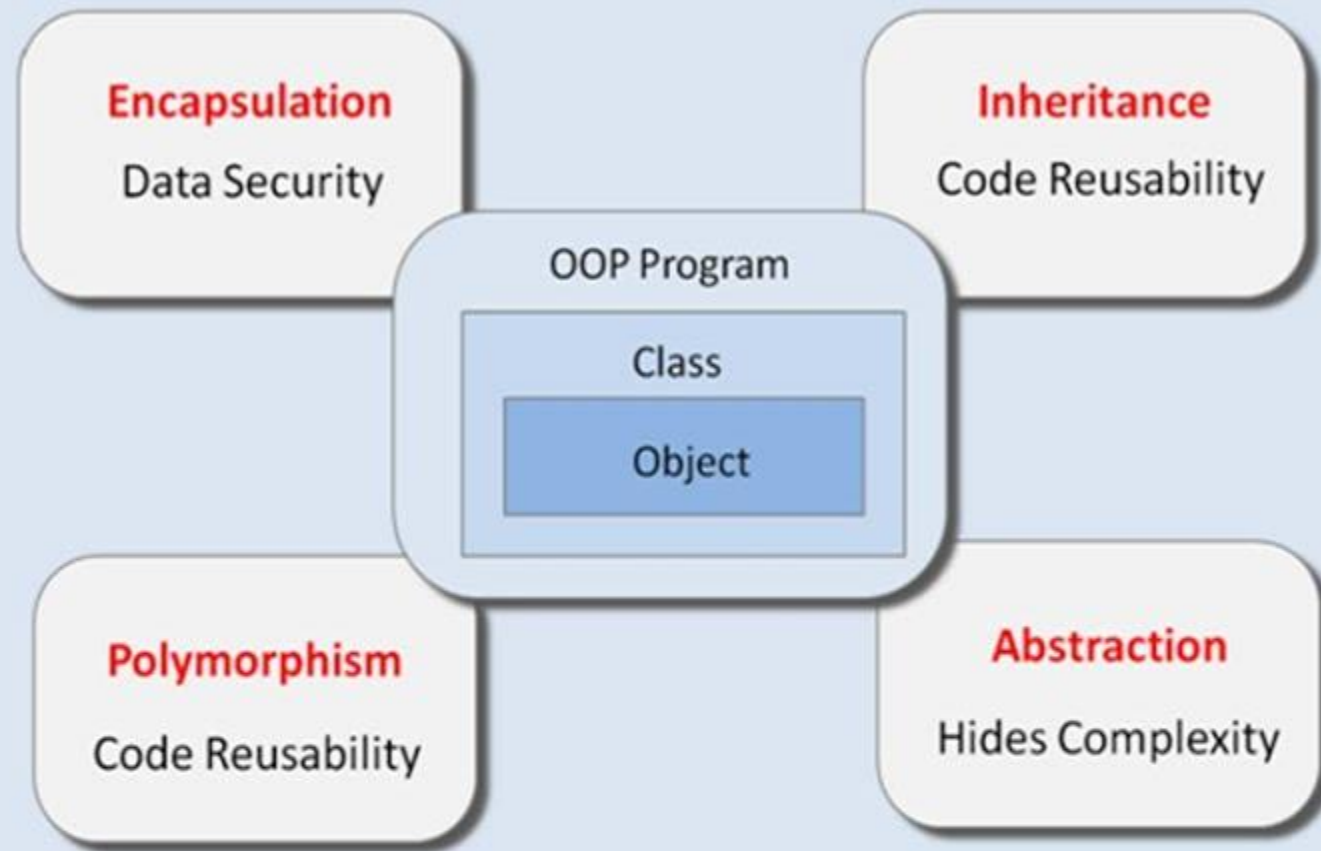 Encapsulation
Data Security
Inheritance
Code Reusability
OOP Program
Class
Object
Polymorphism
Code Reusability
Abstraction
Hides Complexity